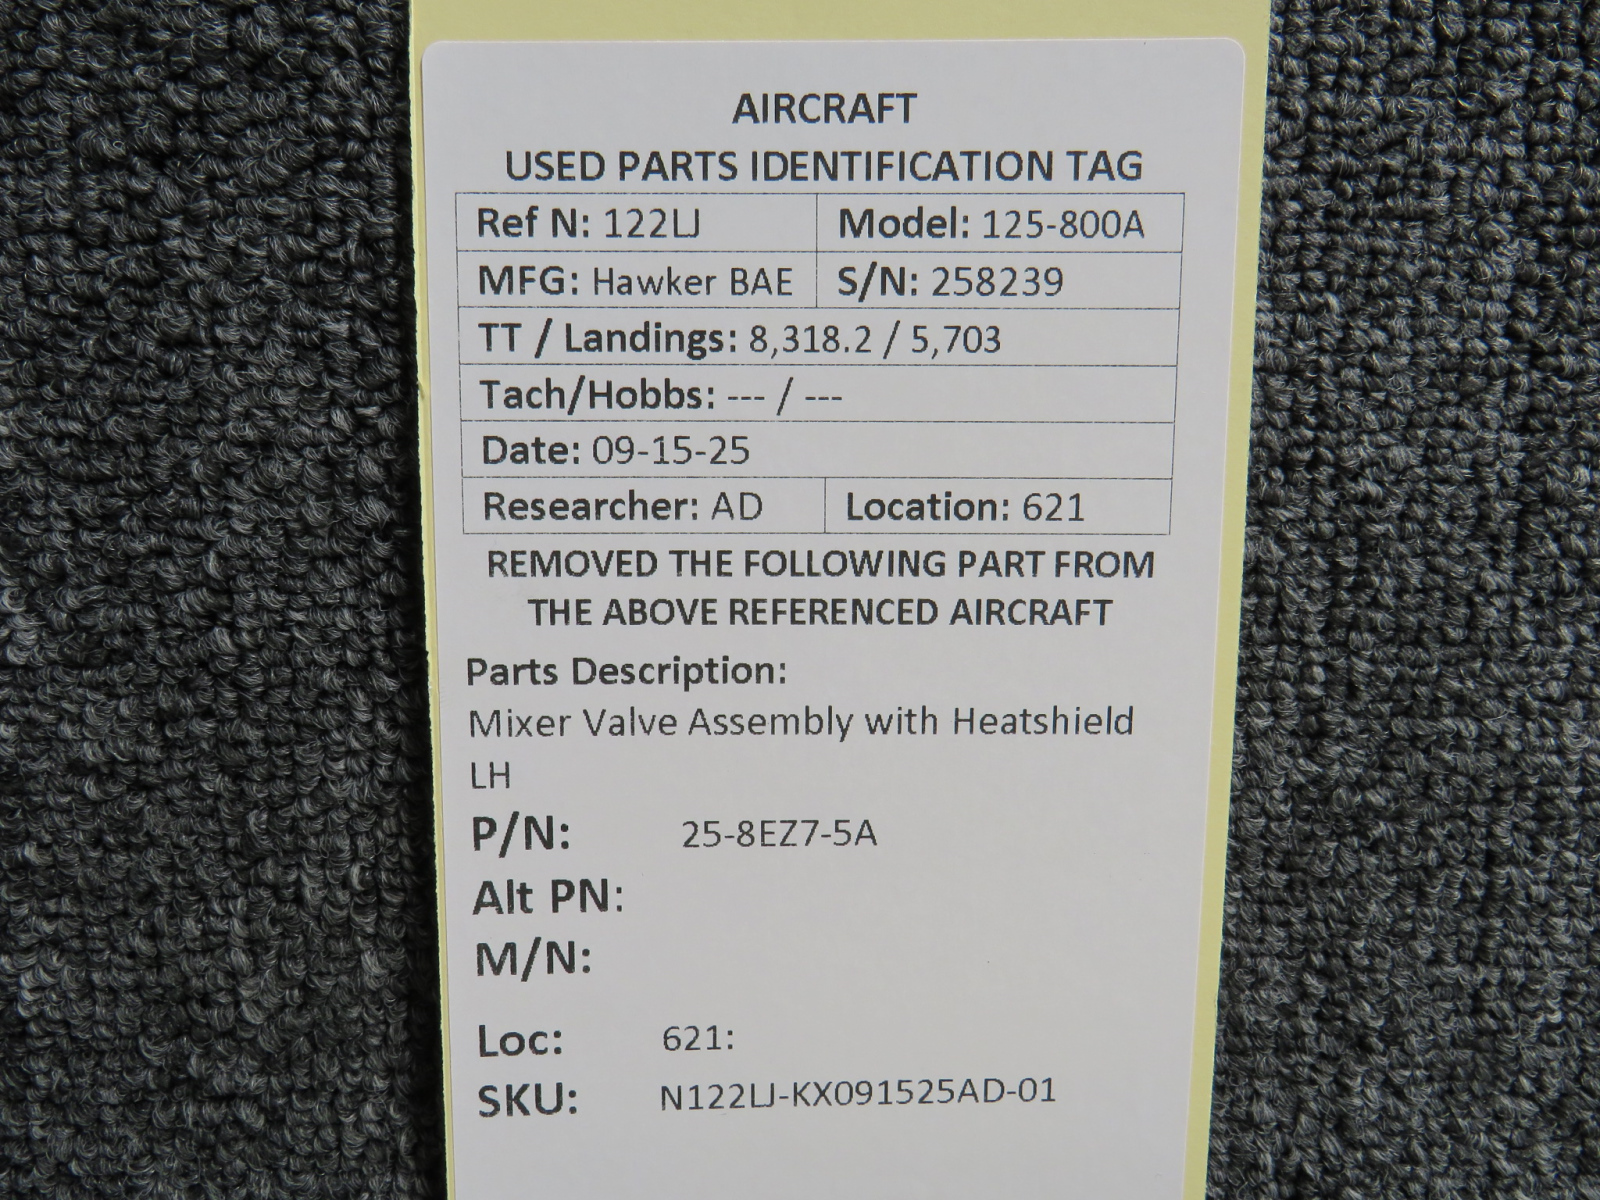 AIRCRAFT
USED PARTS IDENTIFICATION TAG
Ref N: 122LJ Model: 125-800A
MFG: Hawker BAE S/N: 258239
TT / Landings: 8,318.2 / 5,703
Tach/Hobbs: --- / ---
Date: 09-15-25
Researcher: AD Location: 621
REMOVED THE FOLLOWING PART FROM
THE ABOVE REFERENCED AIRCRAFT
Parts Description:
Mixer Valve Assembly with Heatshield
LH
P/N: 25-8EZ7-5A
Alt PN:
M/N:
Loc: 621:
SKU: N122LJ-KX091525AD-01